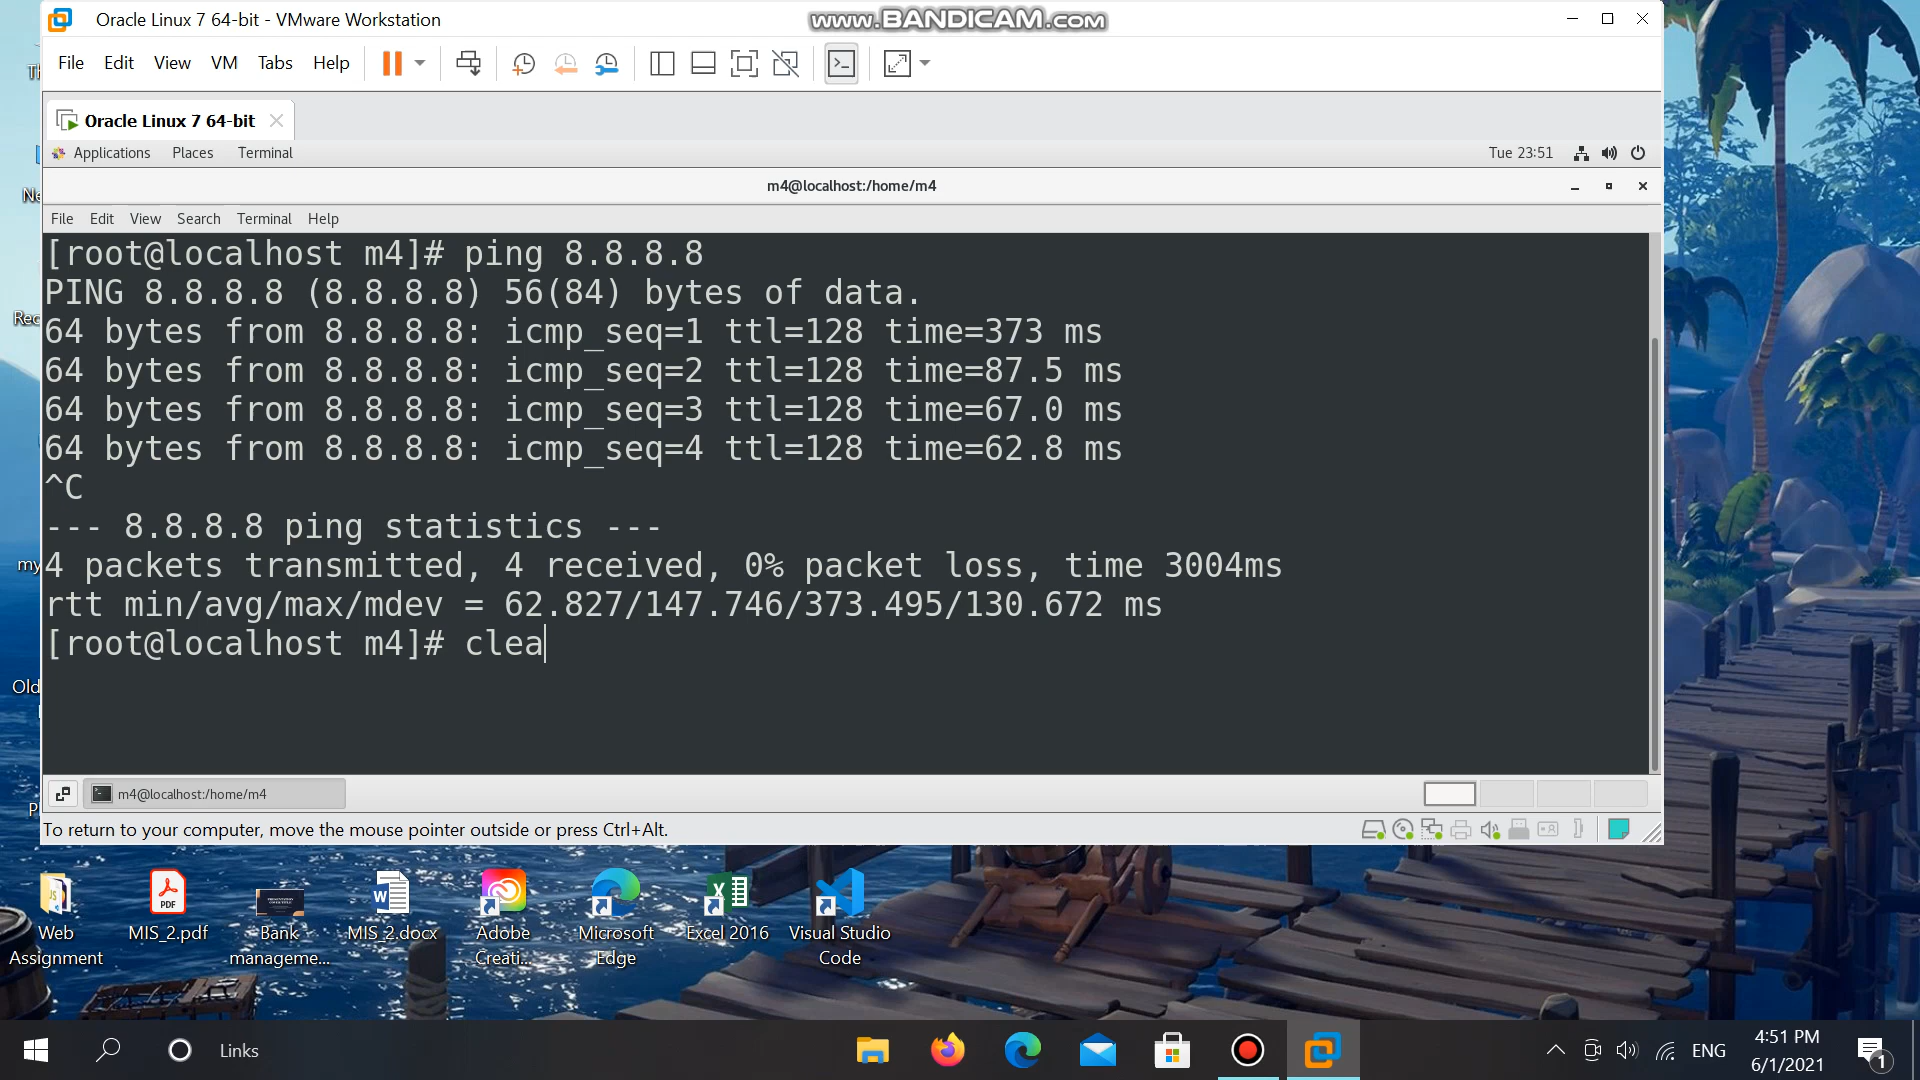 Oracle Linux 7 64-bit - VMware Workstation
www.BANDICAM.com
File Edit View VM Tabs Help
Oracle Linux 7 64-bit
Applications Places Terminal
Tue 23:51
m4@localhost:/home/m4
File Edit View Search Terminal Help
[root@localhost m4]# ping 8.8.8.8
PING 8.8.8.8 (8.8.8.8) 56(84) bytes of data.
64 bytes from 8.8.8.8: icmp_seq=1 ttl=128 time=373 ms
64 bytes from 8.8.8.8: icmp_seq=2 ttl=128 time=87.5 ms
64 bytes from 8.8.8.8: icmp_seq=3 ttl=128 time=67.0 ms
64 bytes from 8.8.8.8: icmp_seq=4 ttl=128 time=62.8 ms
^C
--- 8.8.8.8 ping statistics ---
4 packets transmitted, 4 received, 0% packet loss, time 3004ms
rtt min/avg/max/mdev = 62.827/147.746/373.495/130.672 ms
[root@localhost m4]# clea
m4@localhost:/home/m4
To return to your computer, move the mouse pointer outside or press Ctrl+Alt.
Web Assignment
MIS_2.pdf
Bank manageme...
MIS_2.docx
Adobe Creati...
Microsoft Edge
Excel 2016
Visual Studio Code
Links
ENG
4:51 PM
6/1/2021
1